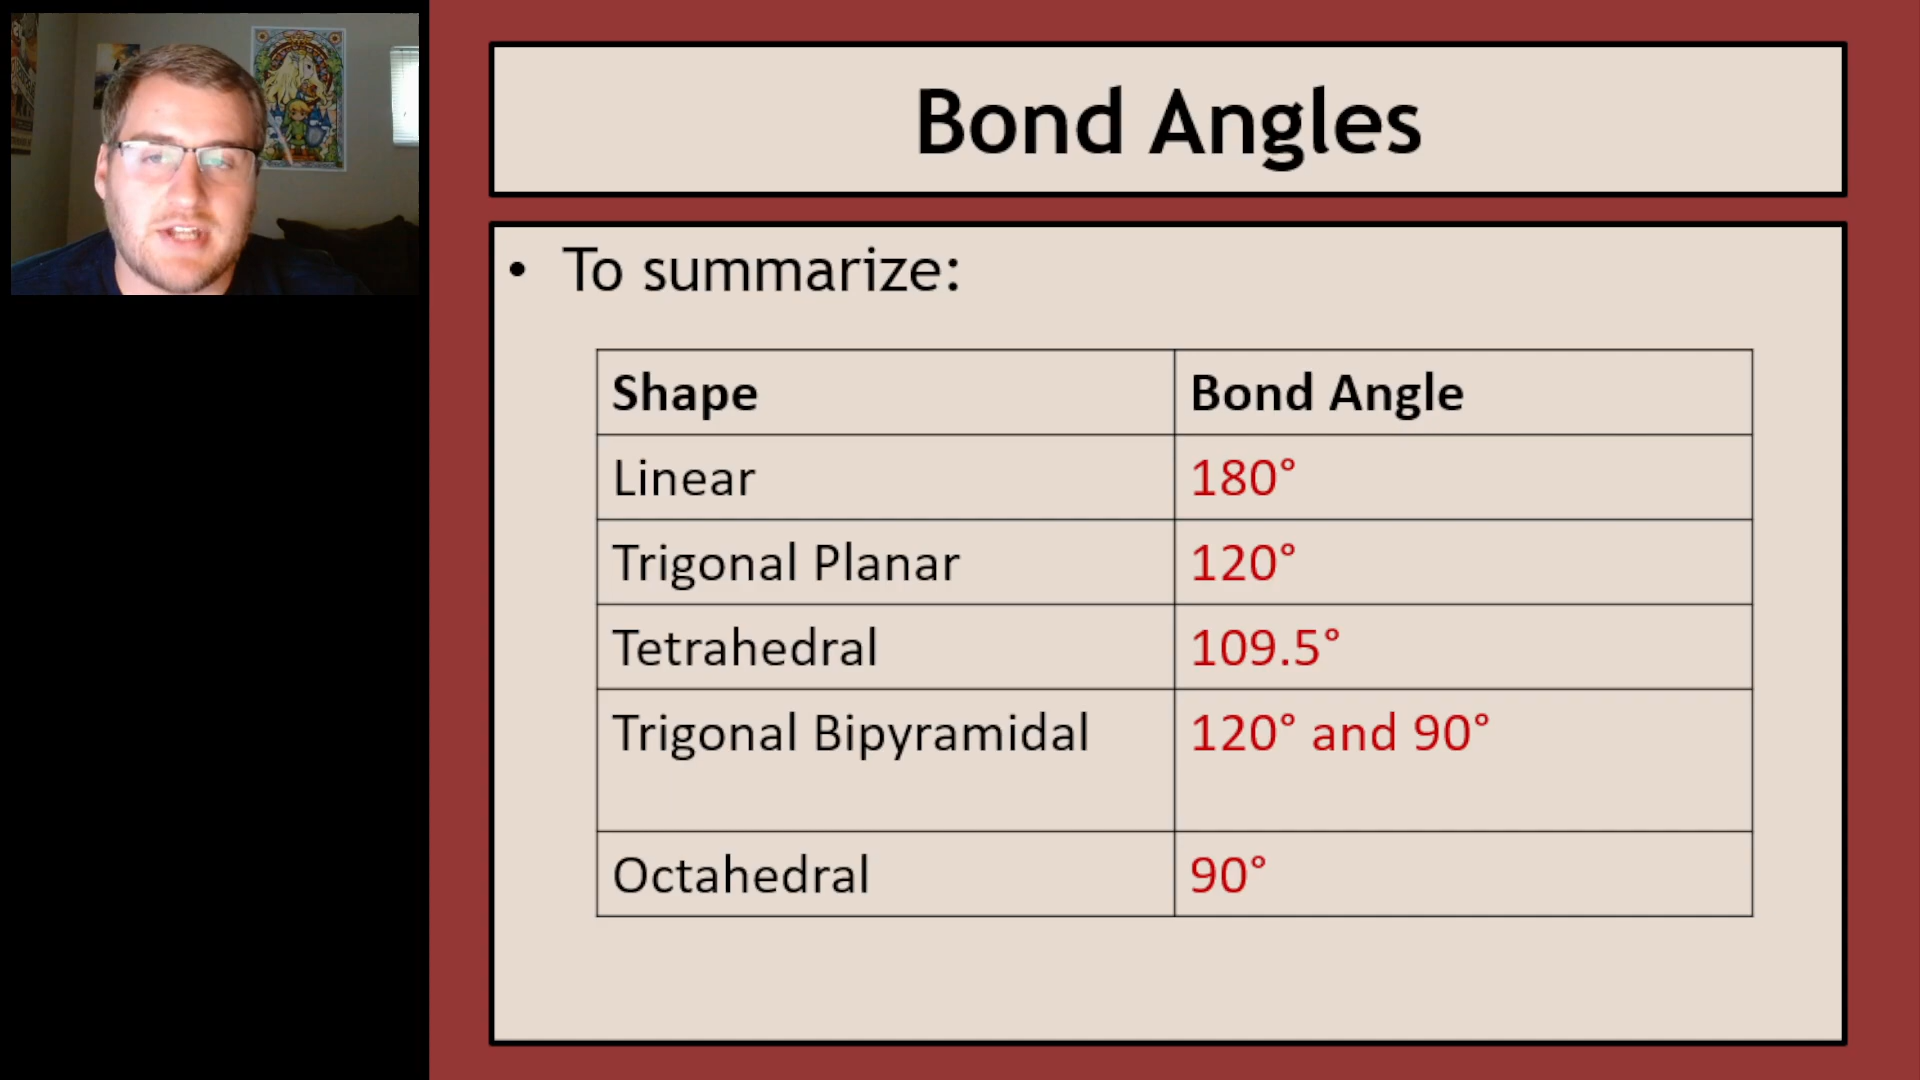 Bond Angles
• To summarize:
Shape Bond Angle
Linear 180°
Trigonal Planar 120°
Tetrahedral 109.5°
Trigonal Bipyramidal 120° and 90°
Octahedral 90°